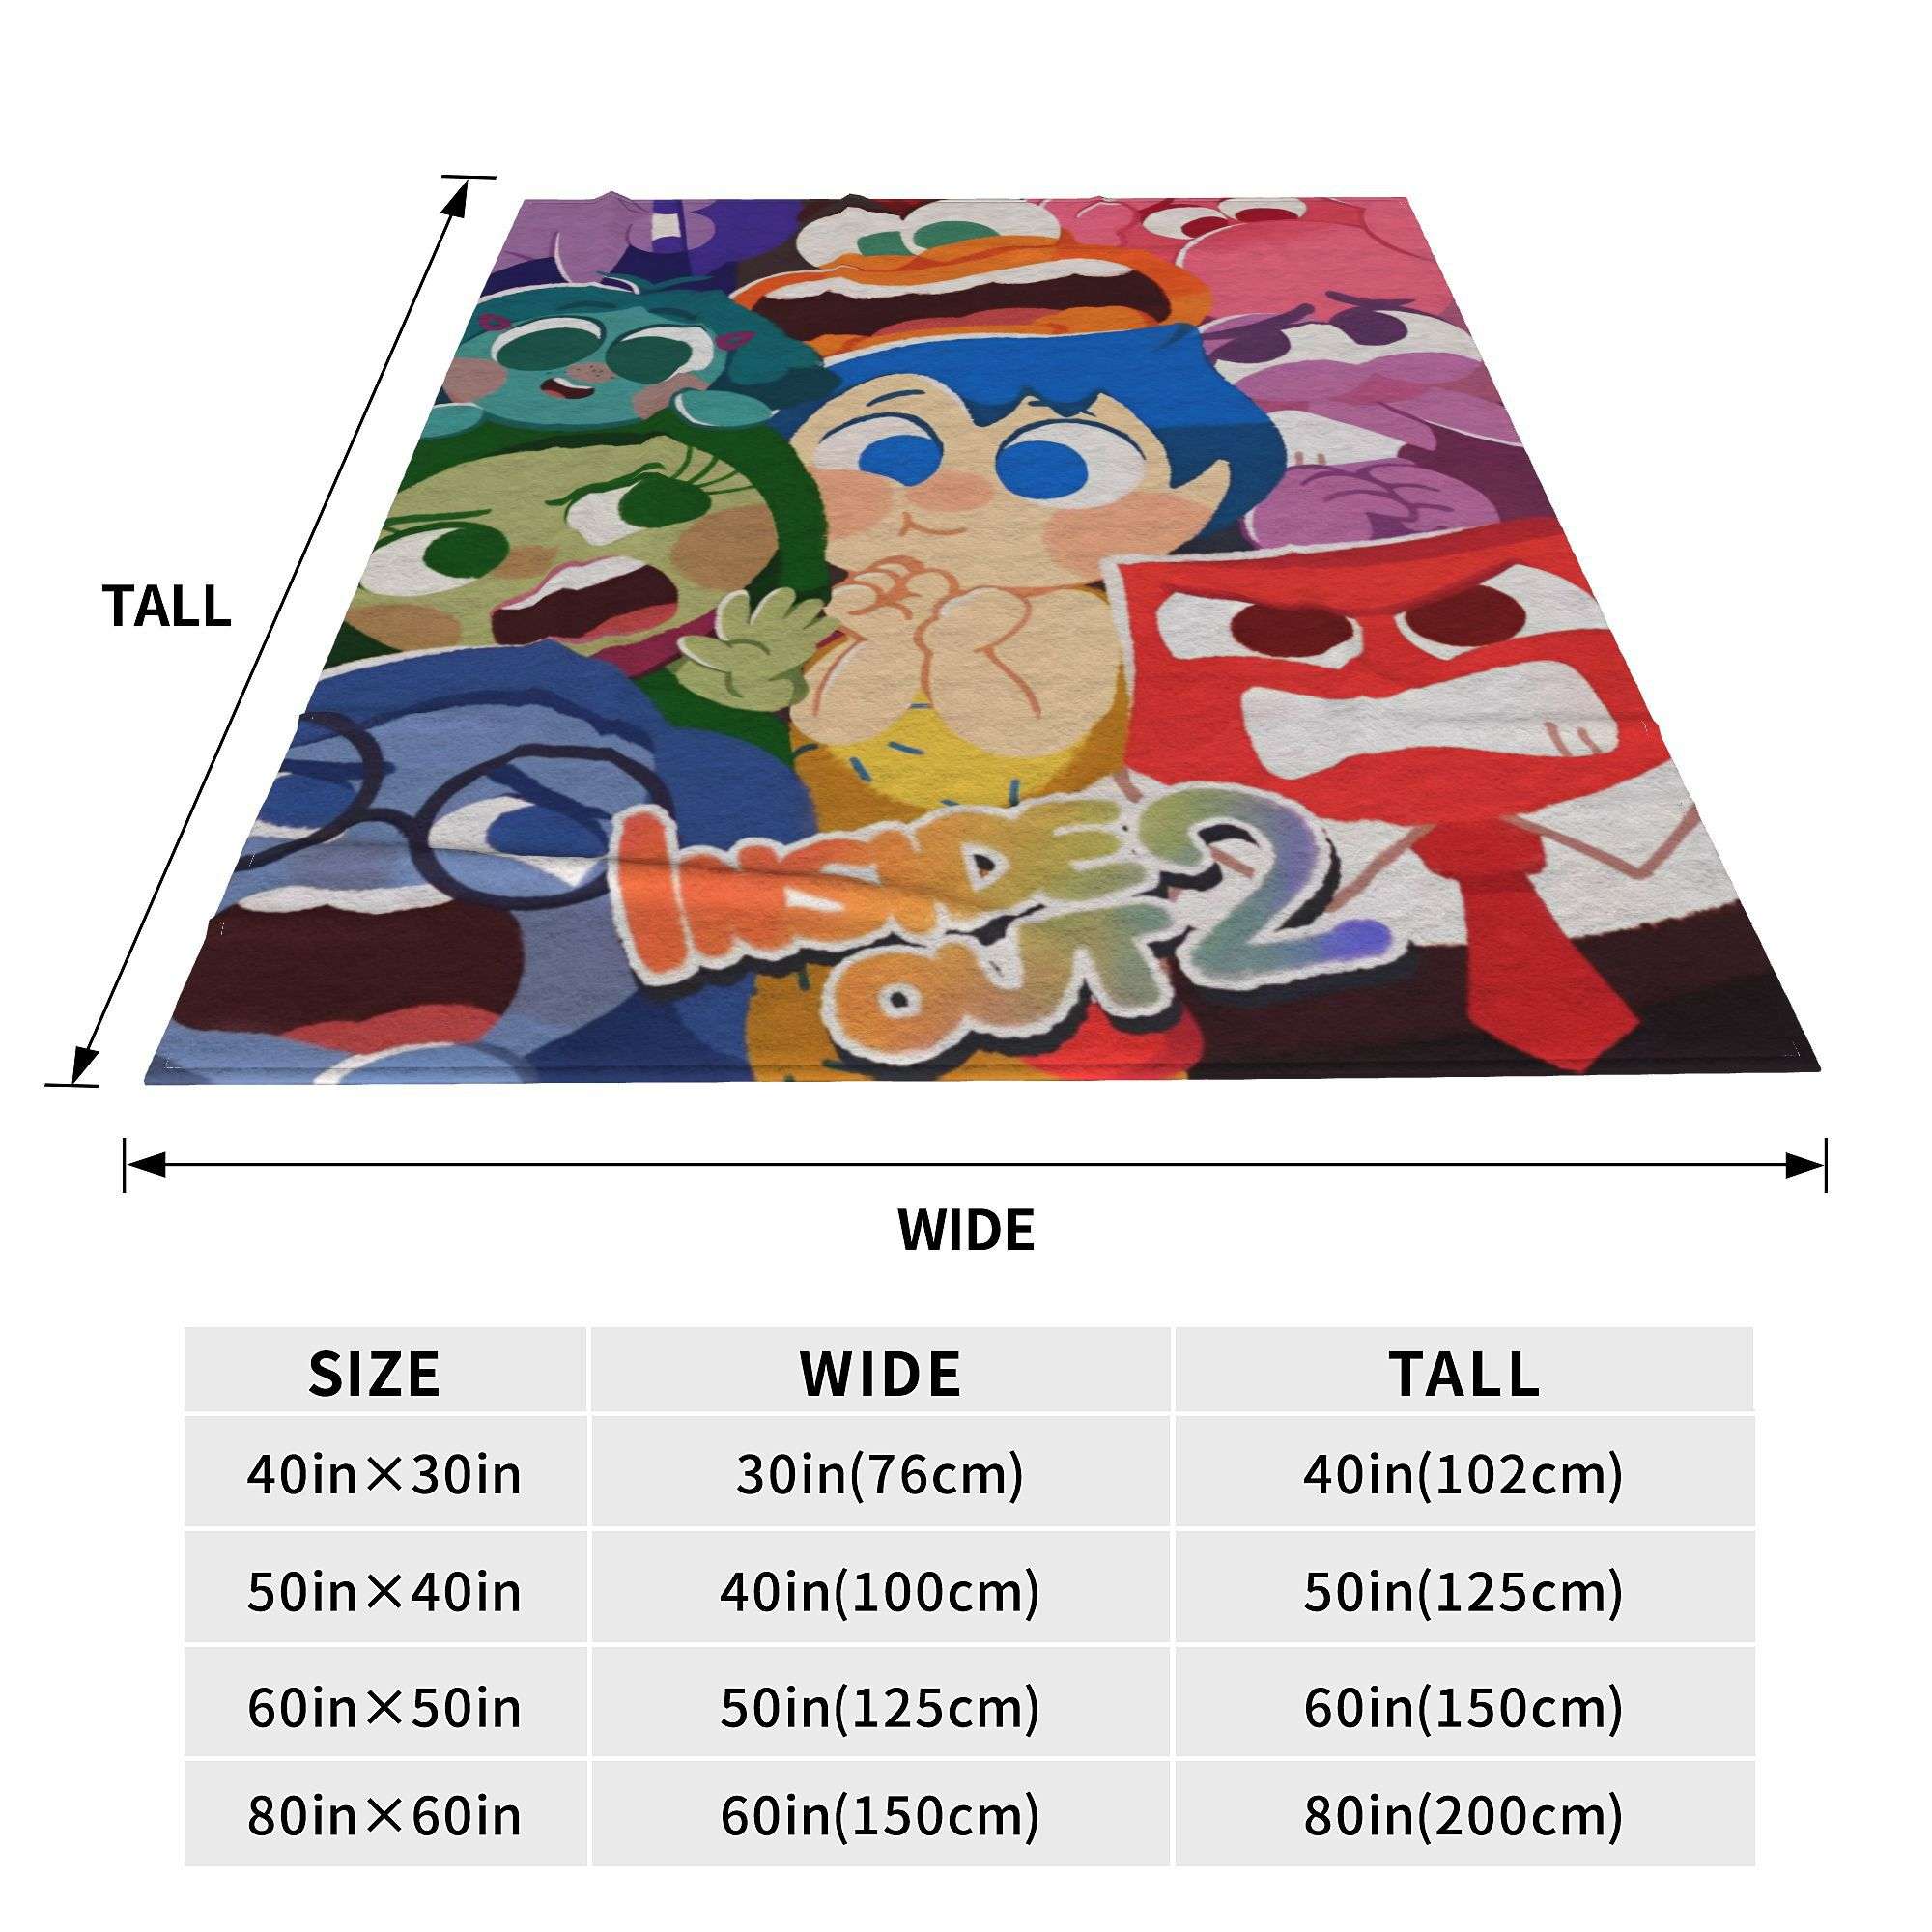 TALL
INSIDE 2
OUT
WIDE
SIZE WIDE TALL
40in×30in 30in(76cm) 40in(102cm)
50in×40in 40in(100cm) 50in(125cm)
60in×50in 50in(125cm) 60in(150cm)
80in×60in 60in(150cm) 80in(200cm)